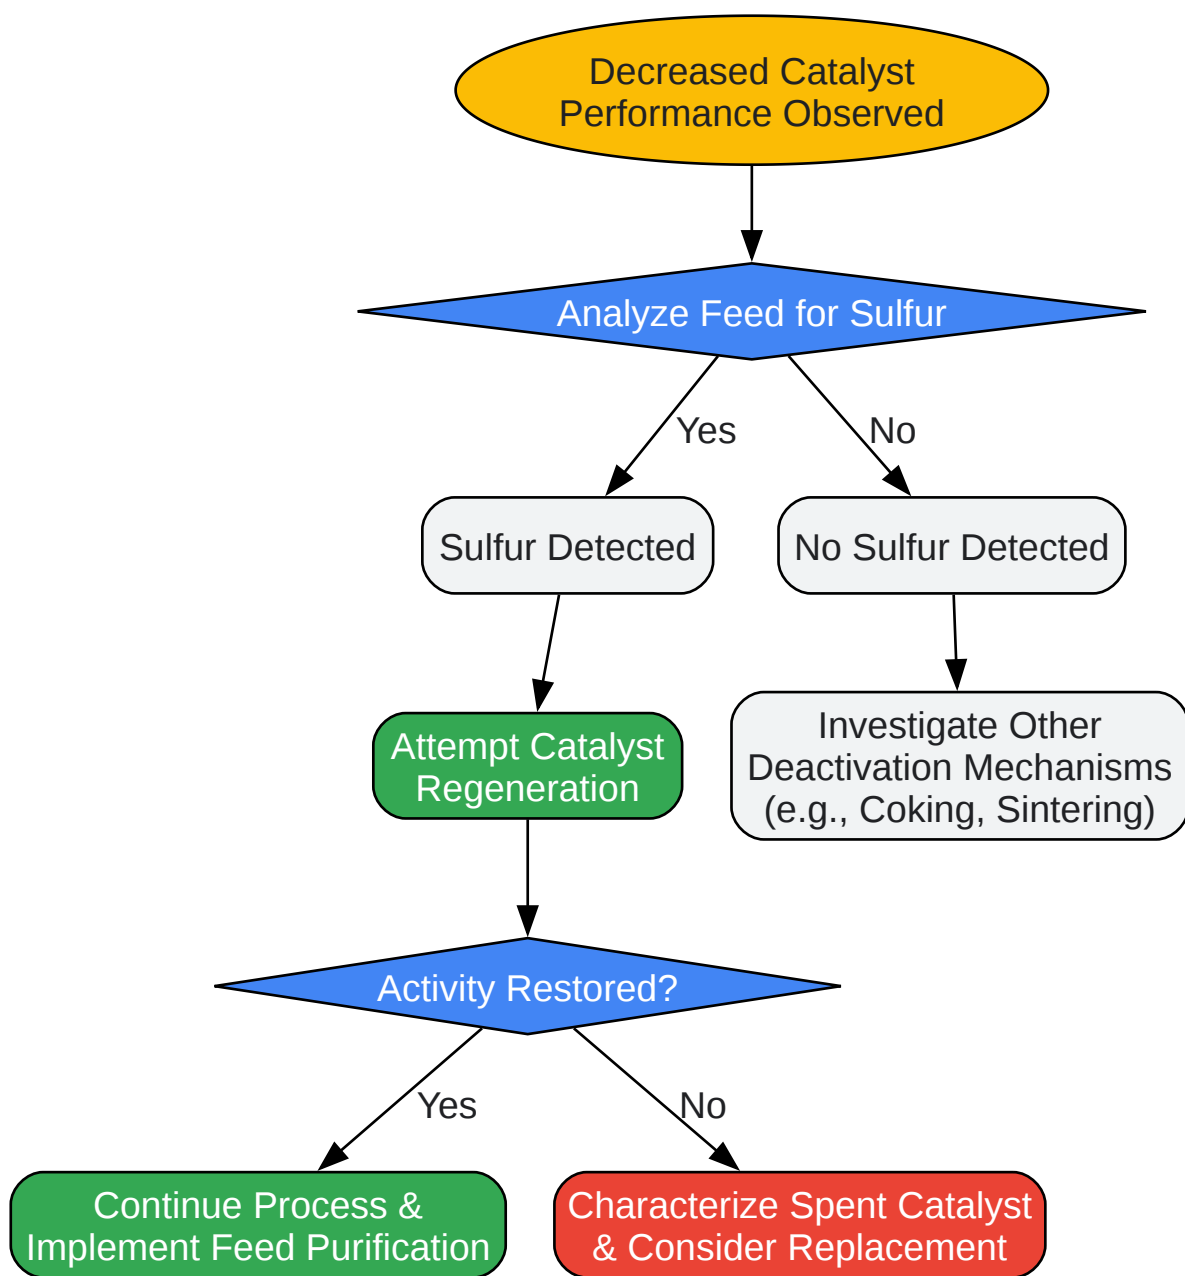 Decreased Catalyst
Performance Observed
Analyze Feed for Sulfur
Yes
No
Sulfur Detected
No Sulfur Detected
Attempt Catalyst
Regeneration
Investigate Other
Deactivation Mechanisms
(e.g., Coking, Sintering)
Activity Restored?
Yes
No
Continue Process &
Implement Feed Purification
Characterize Spent Catalyst
& Consider Replacement